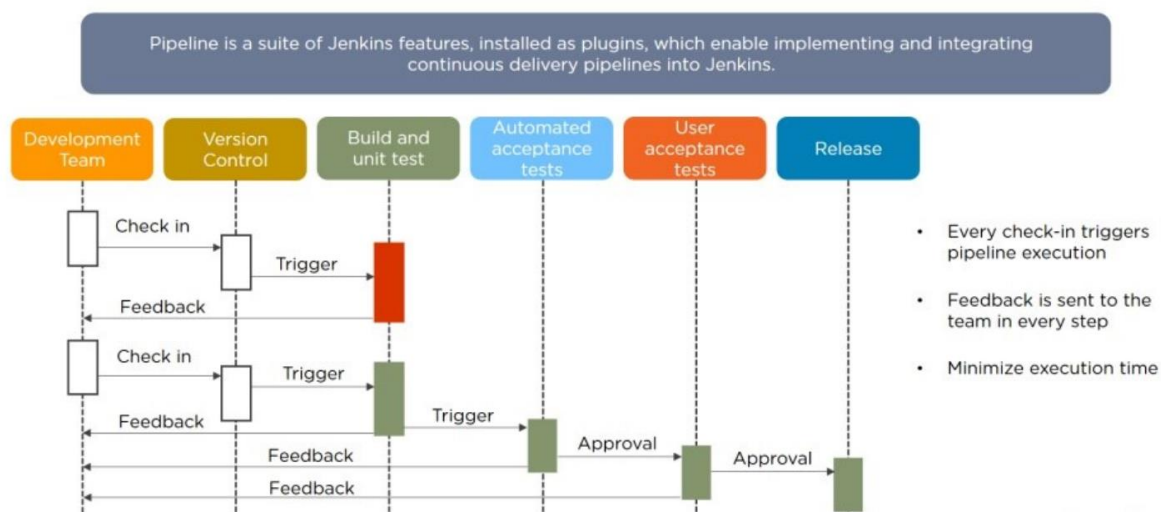 Pipeline is a suite of Jenkins features, installed as plugins, which enable implementing and integrating
continuous delivery pipelines into Jenkins.
Development
Team
Version
Control
Build and
unit test
Automated
acceptance
tests
User
acceptance
tests
Release
Check in
Trigger
Feedback
Check in
Trigger
Feedback
Trigger
Feedback
Approval
Feedback
Approval
• Every check-in triggers
pipeline execution
• Feedback is sent to the
team in every step
• Minimize execution time